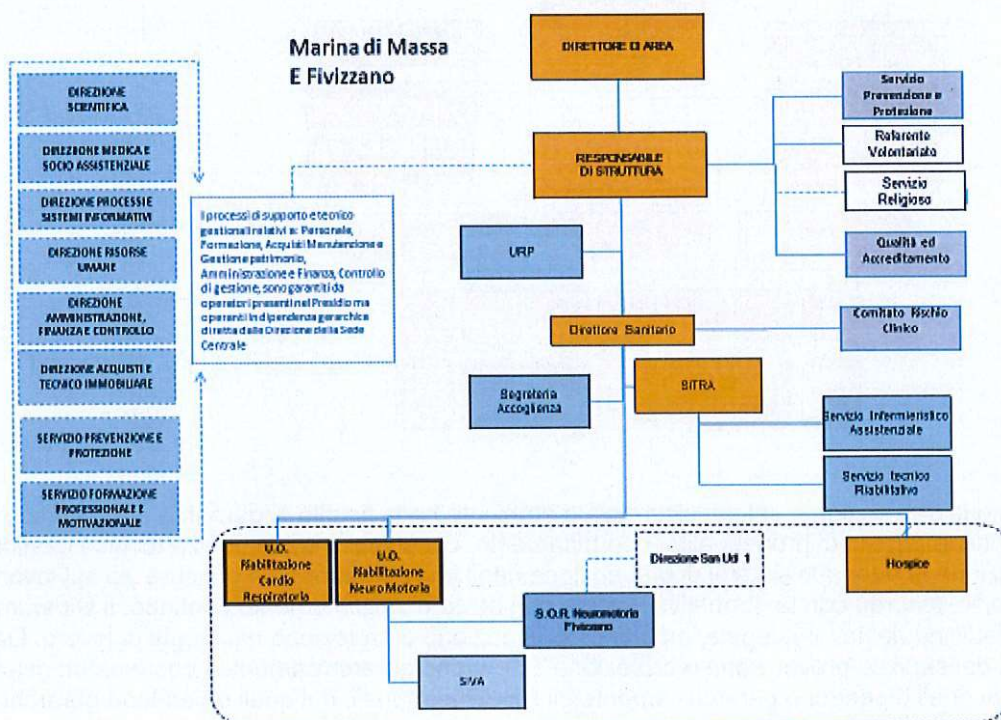 Marina di Massa
E Fivizzano
DIRETTORE DI AREA
RESPONSABILE
DI STRUTTURA
Servizio
Prevenzione e
Protezione
Referente
Volontariato
Servizio
Religioso
Qualità ed
Accreditamento
Comitato Rischio
Clinico
DIREZIONE
SCIENTIFICA
DIREZIONE MEDICA E
SOCIO ASSISTENZIALE
DIREZIONE PROCESSI E
SISTEMI INFORMATIVI
DIREZIONE RISORSE
UMANE
DIREZIONE
AMMINISTRAZIONE,
FINANZA E CONTROLLO
DIREZIONE ACQUISTI E
TECNICO IMMOBILIARE
SERVIZIO PREVENZIONE E
PROTEZIONE
SERVIZIO FORMAZIONE
PROFESSIONALE E
MOTIVAZIONALE
I processi di supporto e tecnico
gestionali relativi a: Personale,
Formazione, Acquisti Manutenzione e
Gestione patrimonio,
Amministrazione e Finanza, Controllo
di gestione, sono garantiti da
operatori presenti nel Presidio ma
operanti in dipendenza gerarchica
diretta dalle Direzione della Sede
Centrale
URP
Direttore Sanitario
Segreteria
Accoglienza
SITRA
Servizio Infermieristico
Assistenziale
Servizio tecnico
Riabilitativo
U.O.
Riabilitazione
Cardio
Respiratoria
U.O.
Riabilitazione
Neuro Motoria
Direzione Sanitaria
Hospice
S.O.R. Neuromotoria
Fivizzano
SIVA